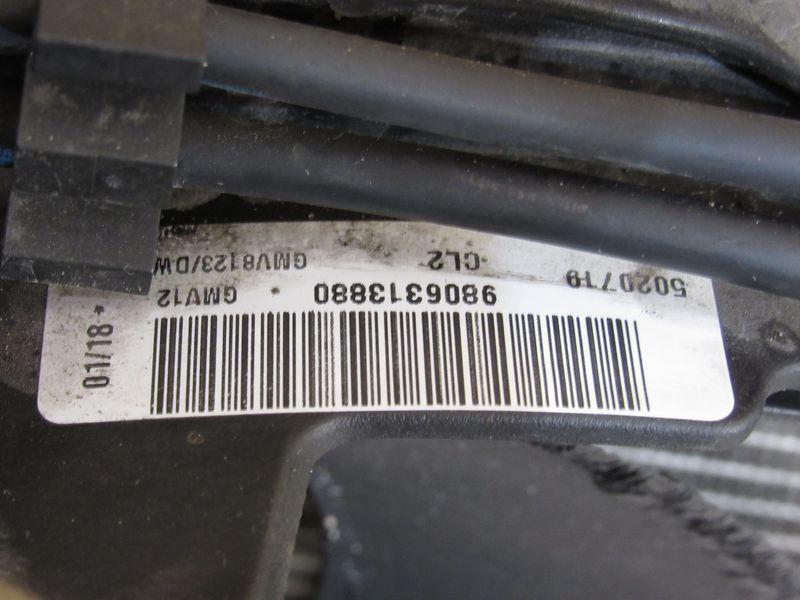 9806313880 * GMV12
5020719 CL2 GMV8123/DW
01/18 *